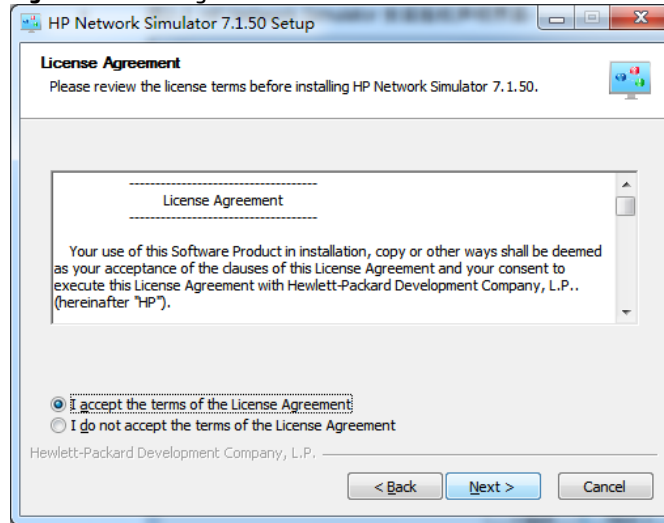 HP Network Simulator 7.1.50 Setup
License Agreement
Please review the license terms before installing HP Network Simulator 7.1.50.
------------------------------------
License Agreement
------------------------------------
Your use of this Software Product in installation, copy or other ways shall be deemed
as your acceptance of the clauses of this License Agreement and your consent to
execute this License Agreement with Hewlett-Packard Development Company, L.P..
(hereinafter "HP").
I accept the terms of the License Agreement
I do not accept the terms of the License Agreement
Hewlett-Packard Development Company, L.P.
< Back Next > Cancel